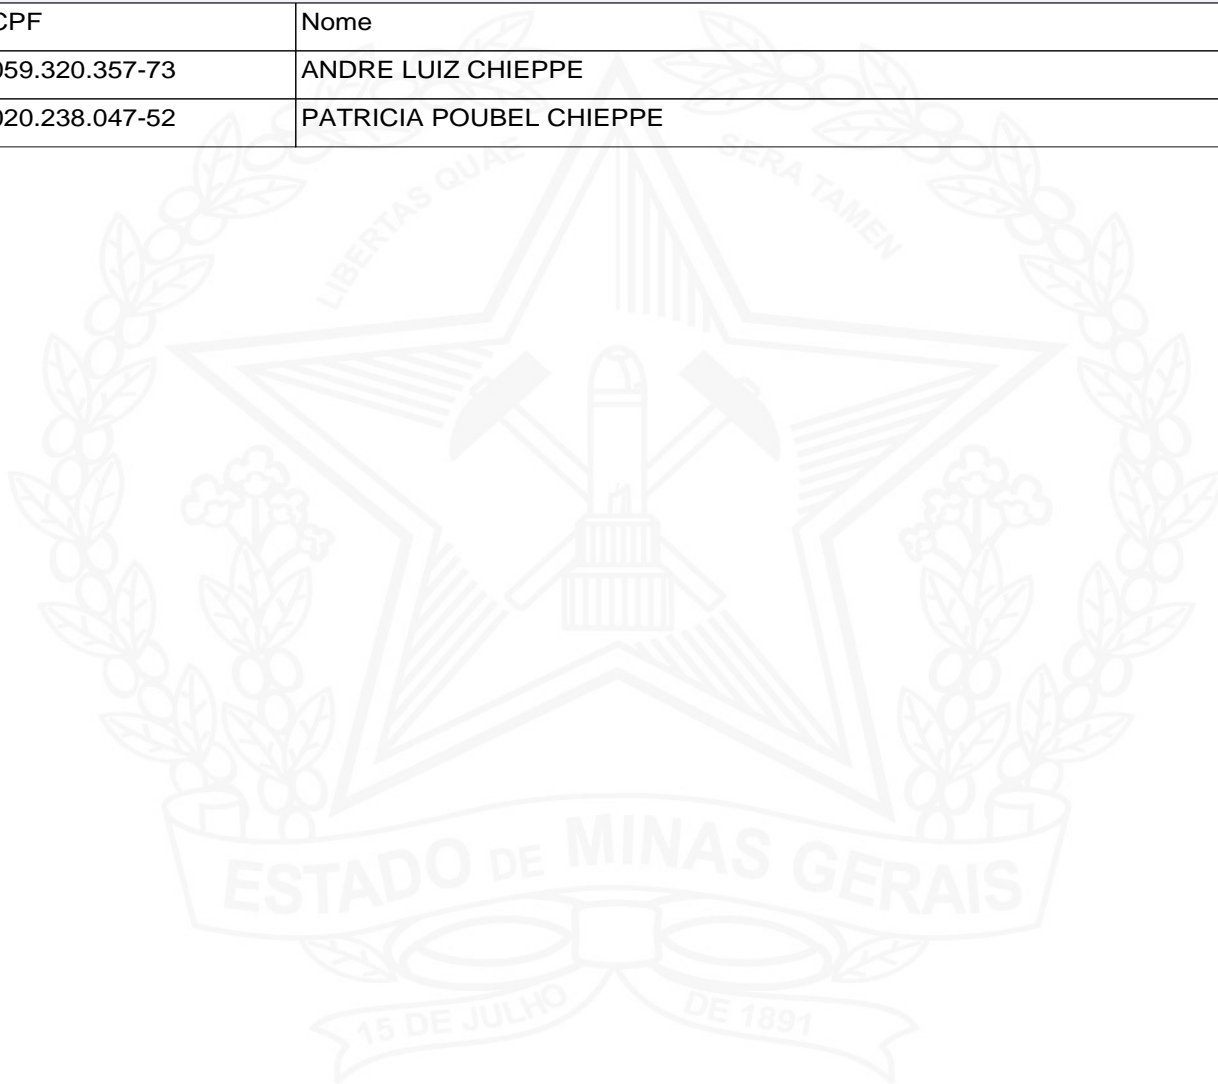 CPF Nome
059.320.357-73 ANDRE LUIZ CHIEPPE
020.238.047-52 PATRICIA POUBEL CHIEPPE
LIBERTAS QUAE SERA TAMEN
ESTADO DE MINAS GERAIS
15 DE JULHO DE 1891